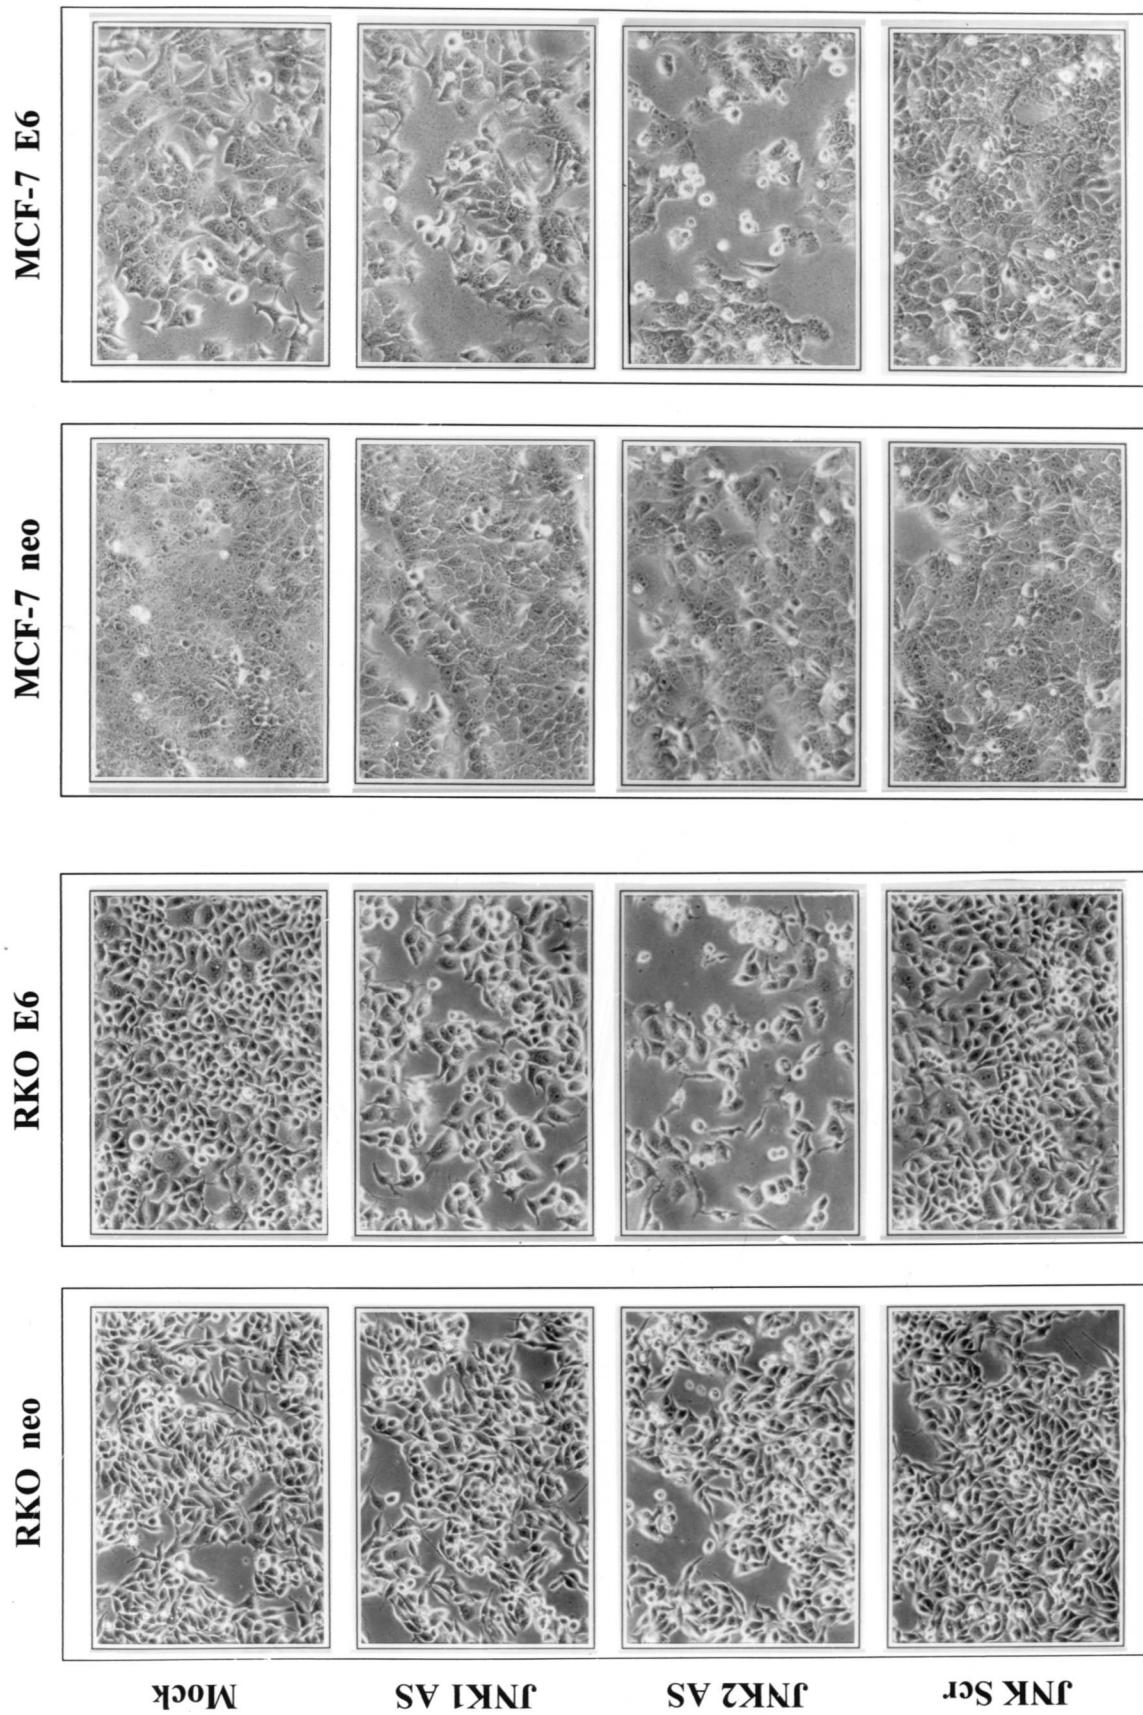 RKO neo
RKO E6
MCF-7 neo
MCF-7 E6
Mock
JNK1 AS
JNK2 AS
JNK Scr